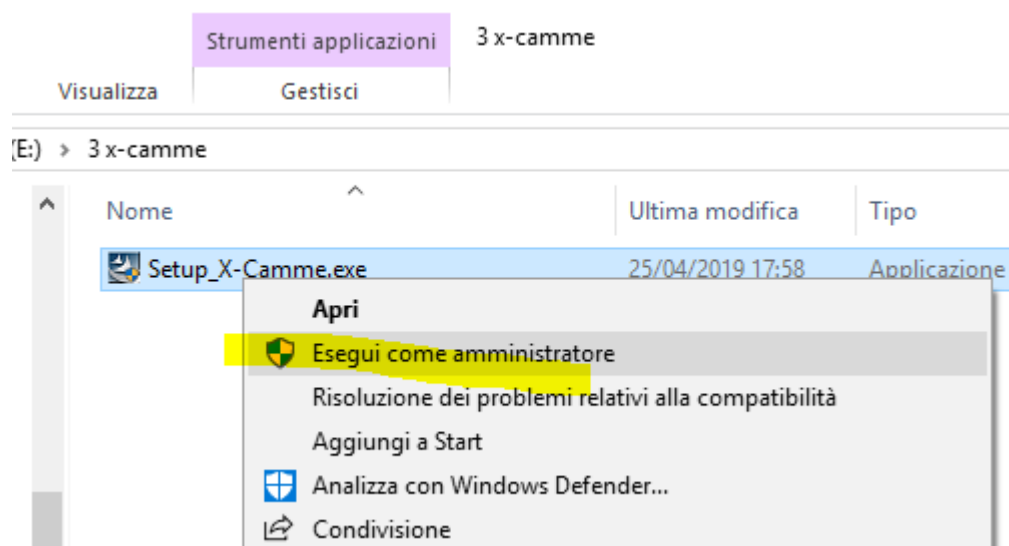 Strumenti applicazioni 3 x-camme
Visualizza Gestisci
(E:) > 3 x-camme
Nome Ultima modifica Tipo
Setup_X-Camme.exe 25/04/2019 17:58 Applicazione
Apri
Esegui come amministratore
Risoluzione dei problemi relativi alla compatibilità
Aggiungi a Start
Analizza con Windows Defender...
Condivisione